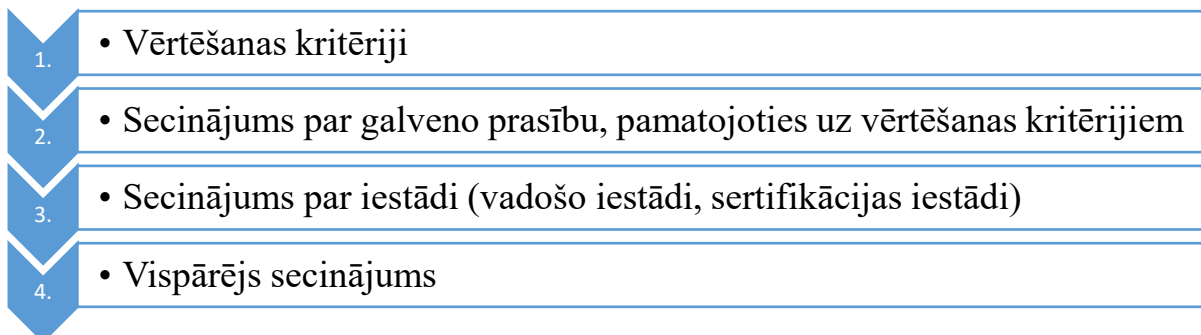 1. • Vērtēšanas kritēriji
2. • Secinājums par galveno prasību, pamatojoties uz vērtēšanas kritērijiem
3. • Secinājums par iestādi (vadošo iestādi, sertifikācijas iestādi)
4. • Vispārējs secinājums